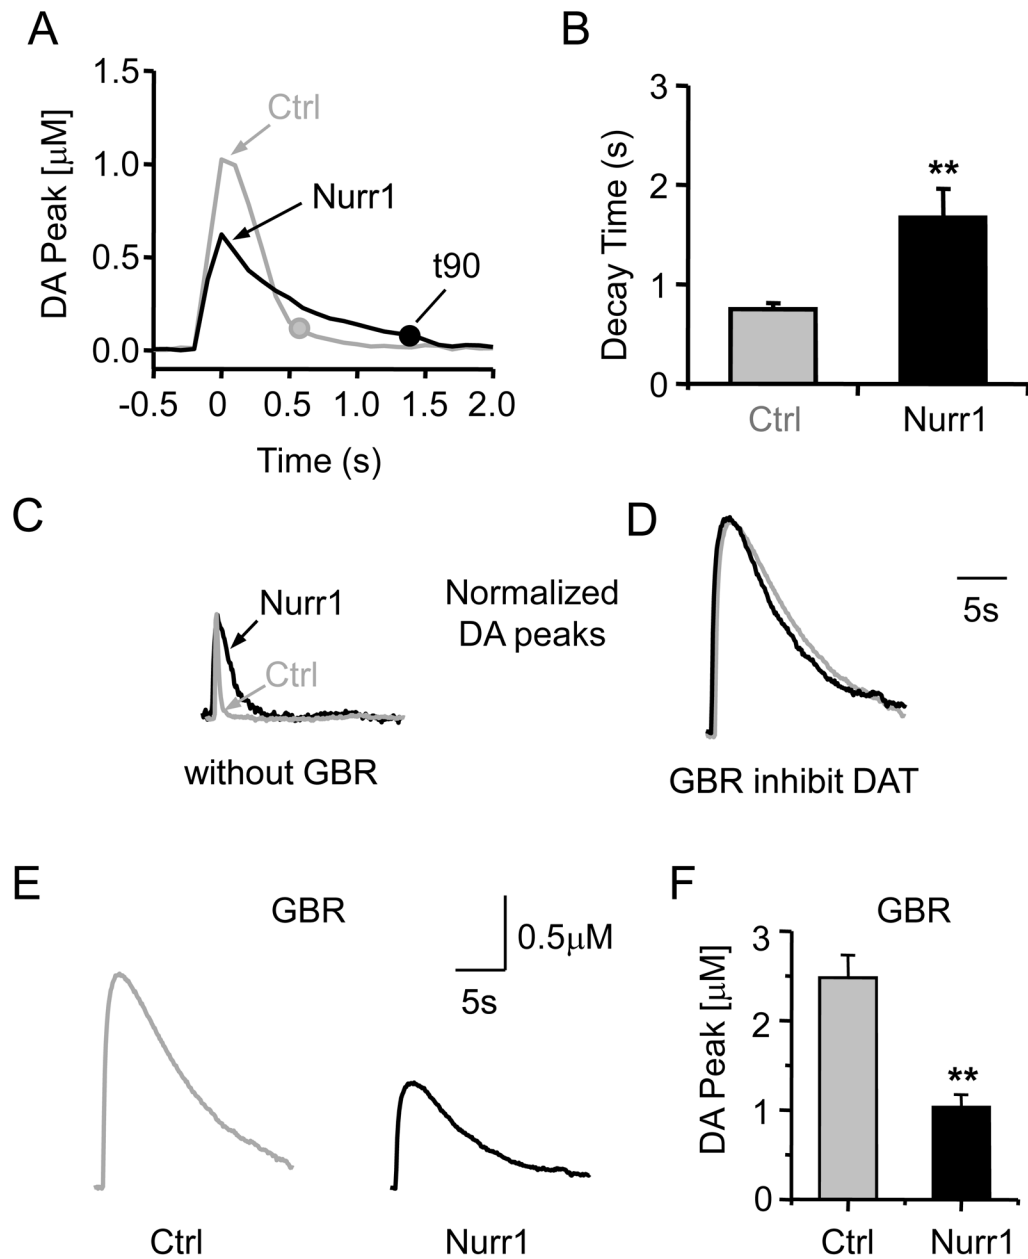 A
1.5
1.0
0.5
0.0
DA Peak [μM]
Ctrl
Nurr1
t90
-0.5 0 0.5 1.0 1.5 2.0
Time (s)
B
3
2
1
0
Decay Time (s)
**
Ctrl Nurr1
C
Nurr1
Ctrl
without GBR
Normalized
DA peaks
D
5s
GBR inhibit DAT
E
GBR
0.5μM
5s
Ctrl Nurr1
F
GBR
3
2
1
0
DA Peak [μM]
**
Ctrl Nurr1